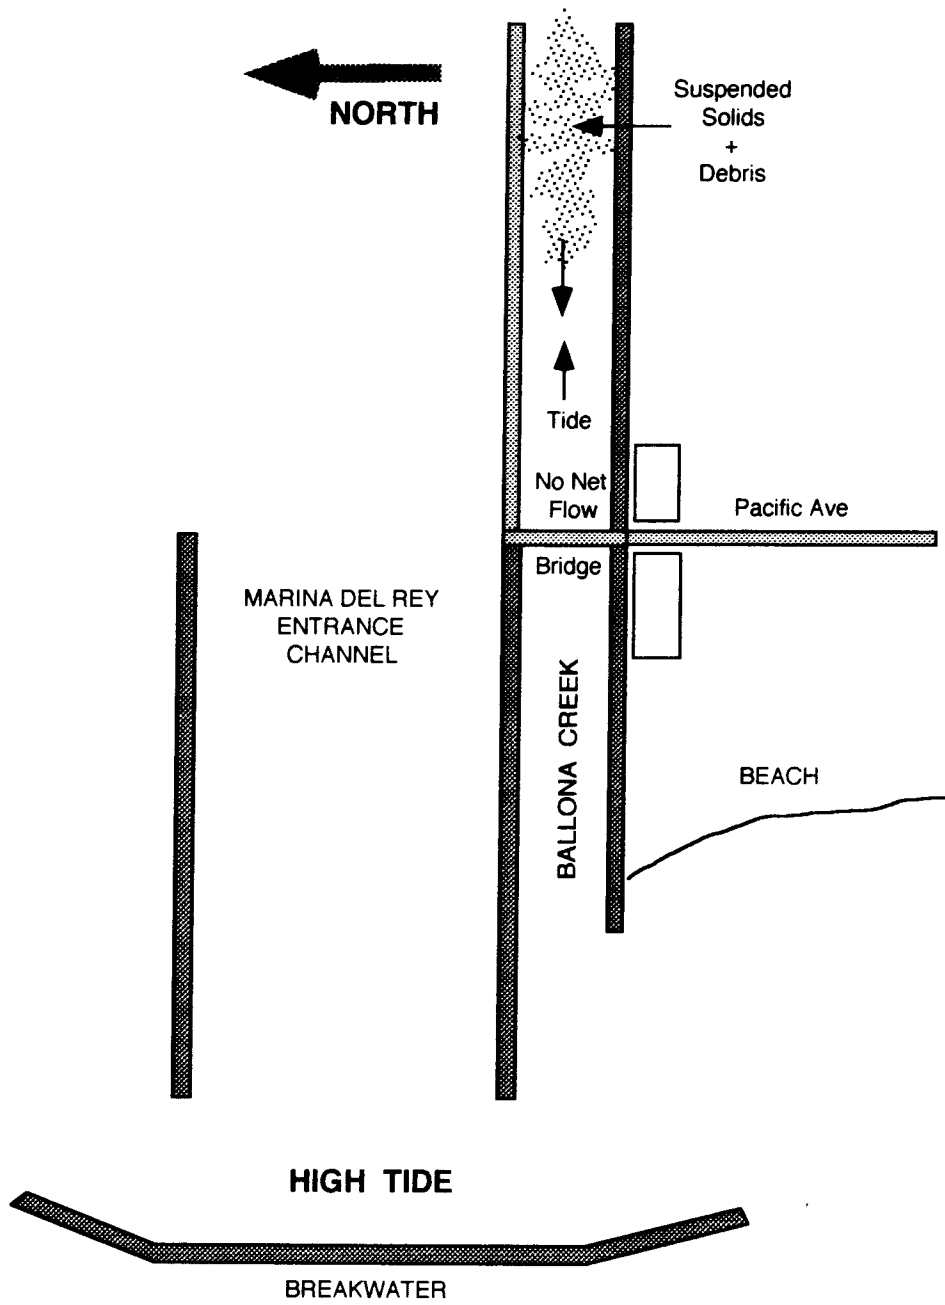 NORTH
Suspended
Solids
+
Debris
Tide
No Net
Flow
Pacific Ave
Bridge
MARINA DEL REY
ENTRANCE
CHANNEL
BALLONA CREEK
BEACH
HIGH TIDE
BREAKWATER